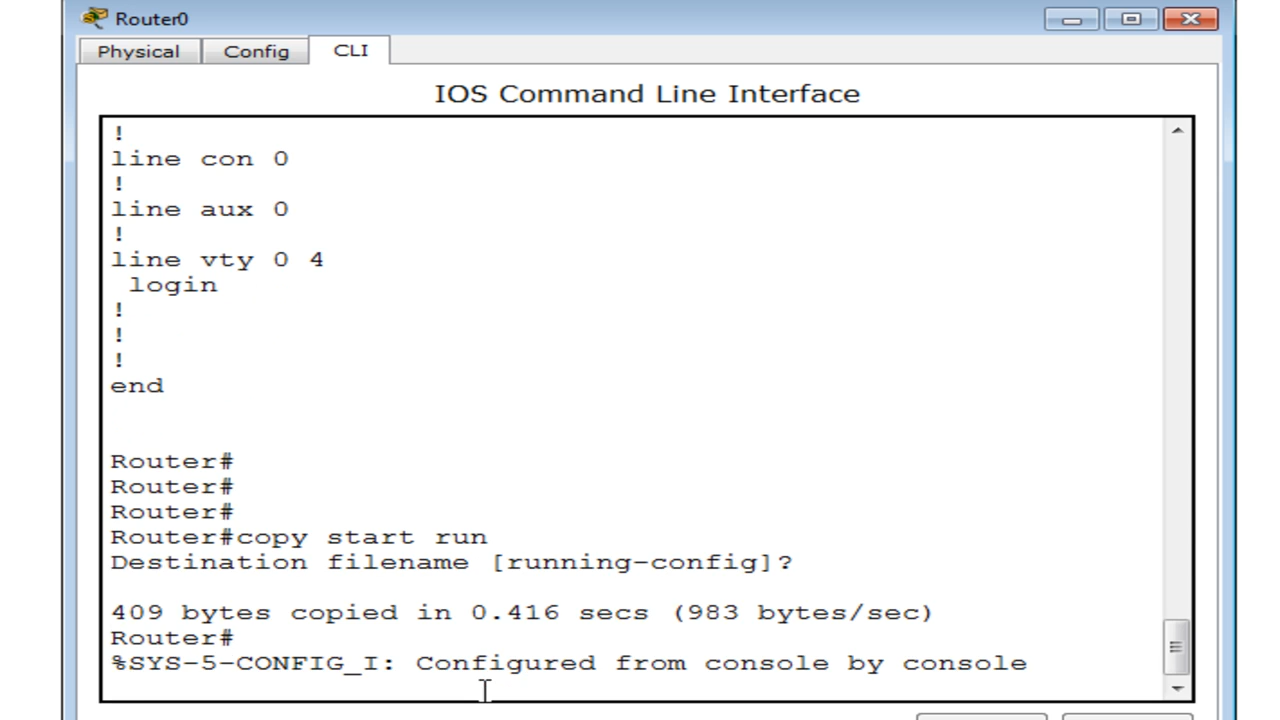 Router0
Physical Config CLI
IOS Command Line Interface
!
line con 0
!
line aux 0
!
line vty 0 4
 login
!
!
!
end
Router#
Router#
Router#
Router#copy start run
Destination filename [running-config]?
409 bytes copied in 0.416 secs (983 bytes/sec)
Router#
%SYS-5-CONFIG_I: Configured from console by console